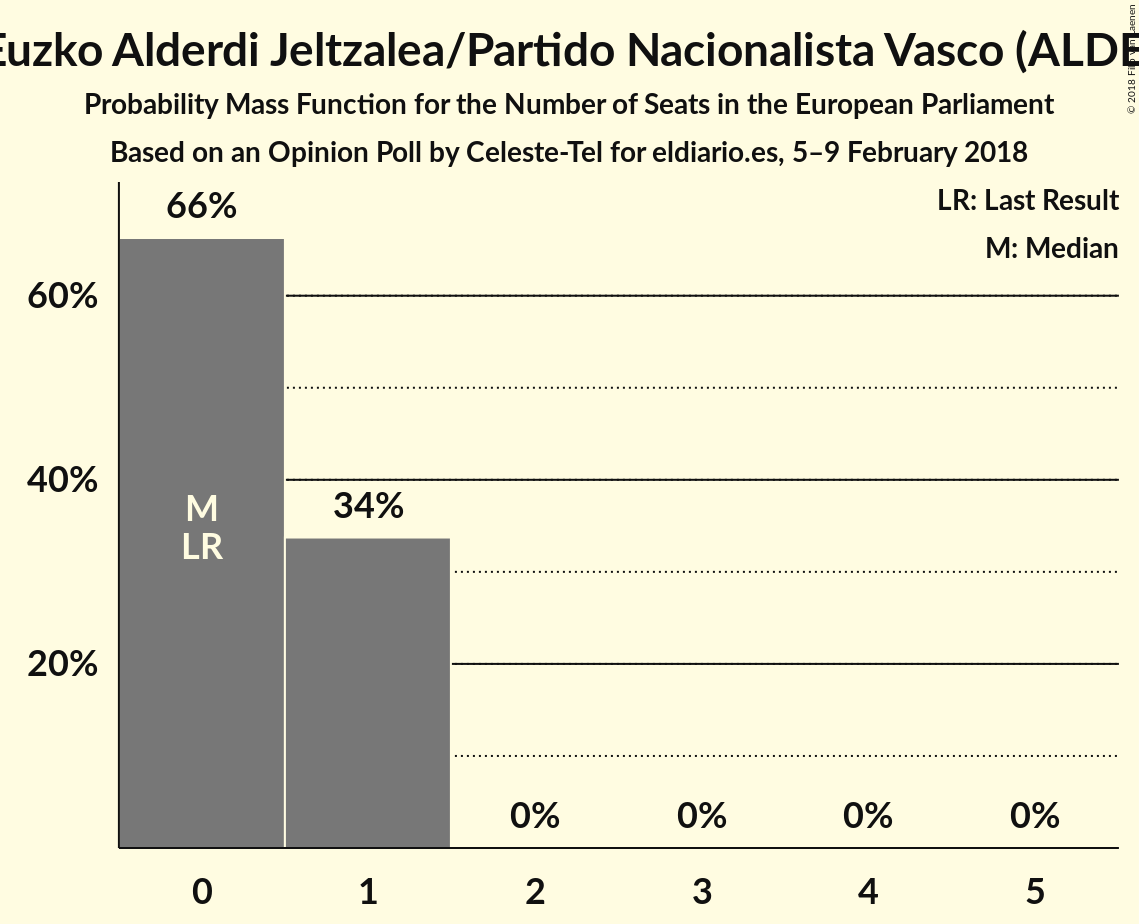 Euzko Alderdi Jeltzalea/Partido Nacionalista Vasco (ALDE
Probability Mass Function for the Number of Seats in the European Parliament
Based on an Opinion Poll by Celeste-Tel for eldiario.es, 5–9 February 2018
© 2018
LR: Last Result
M: Median
66%
60%
40%
34%
M
LR
20%
0% 0% 0% 0%
0 1 2 3 4 5